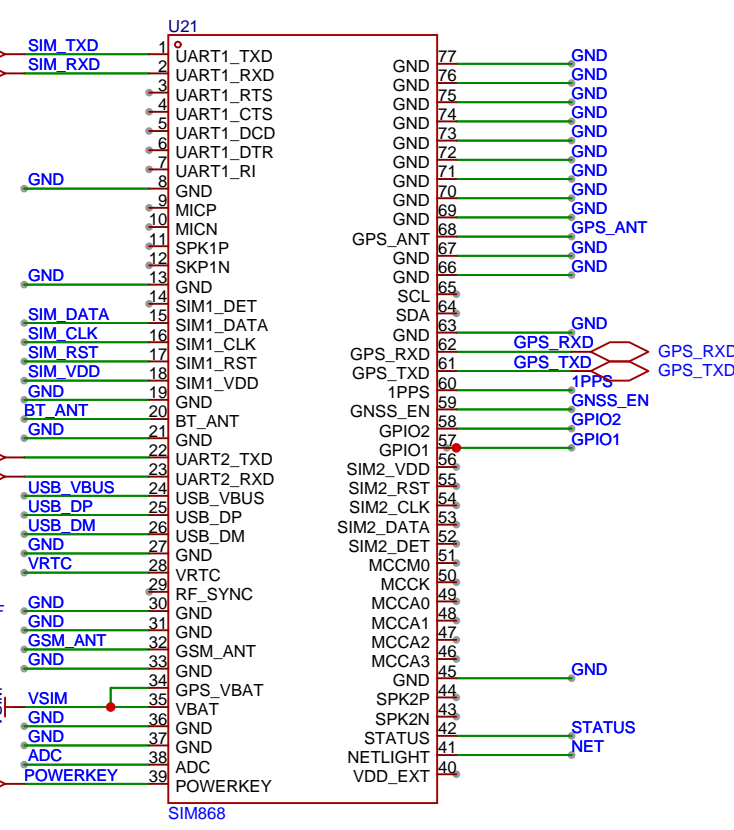 U21
SIM_TXD 1 UART1_TXD
SIM_RXD 2 UART1_RXD
3 UART1_RTS
4 UART1_CTS
5 UART1_DCD
6 UART1_DTR
7 UART1_RI
GND 8 GND
9 MICP
10 MICN
11 SPK1P
12 SKP1N
GND 13 GND
14 SIM1_DET
SIM_DATA 15 SIM1_DATA
SIM_CLK 16 SIM1_CLK
SIM_RST 17 SIM1_RST
SIM_VDD 18 SIM1_VDD
GND 19 GND
BT_ANT 20 BT_ANT
GND 21 GND
22 UART2_TXD
23 UART2_RXD
USB_VBUS 24 USB_VBUS
USB_DP 25 USB_DP
USB_DM 26 USB_DM
GND 27 GND
VRTC 28 VRTC
29 RF_SYNC
GND 30 GND
GND 31 GND
GSM_ANT 32 GSM_ANT
GND 33 GND
34 GPS_VBAT
VSIM 35 VBAT
GND 36 GND
GND 37 GND
ADC 38 ADC
POWERKEY 39 POWERKEY
GND 77 GND
GND 76 GND
GND 75 GND
GND 74 GND
GND 73 GND
GND 72 GND
GND 71 GND
GND 70 GND
GND 69 GND
GPS_ANT 68 GPS_ANT
GND 67 GND
GND 66 GND
SCL 65
SDA 64
GND 63 GND
GPS_RXD 62 GPS_RXD GPS_RXD
GPS_TXD 61 GPS_TXD GPS_TXD
1PPS 60 1PPS
GNSS_EN 59 GNSS_EN
GPIO2 58 GPIO2
GPIO1 57 GPIO1
SIM2_VDD 56
SIM2_RST 55
SIM2_CLK 54
SIM2_DATA 53
SIM2_DET 52
MCCM0 51
MCCK 50
MCCA0 49
MCCA1 48
MCCA2 47
MCCA3 46
GND 45 GND
SPK2P 44
SPK2N 43
STATUS 42 STATUS
NETLIGHT 41 NET
VDD_EXT 40
SIM868